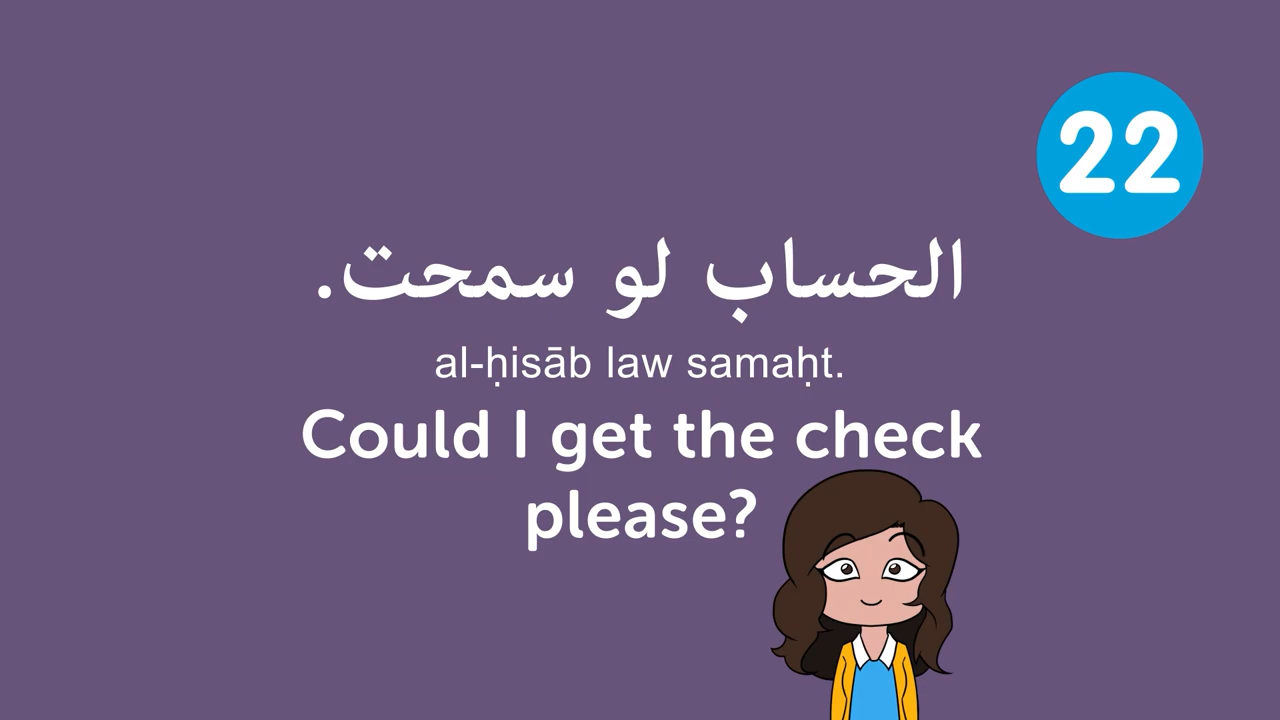 22
الحساب لو سمحت.
al-ḥisāb law samaḥt.
Could I get the check
please?